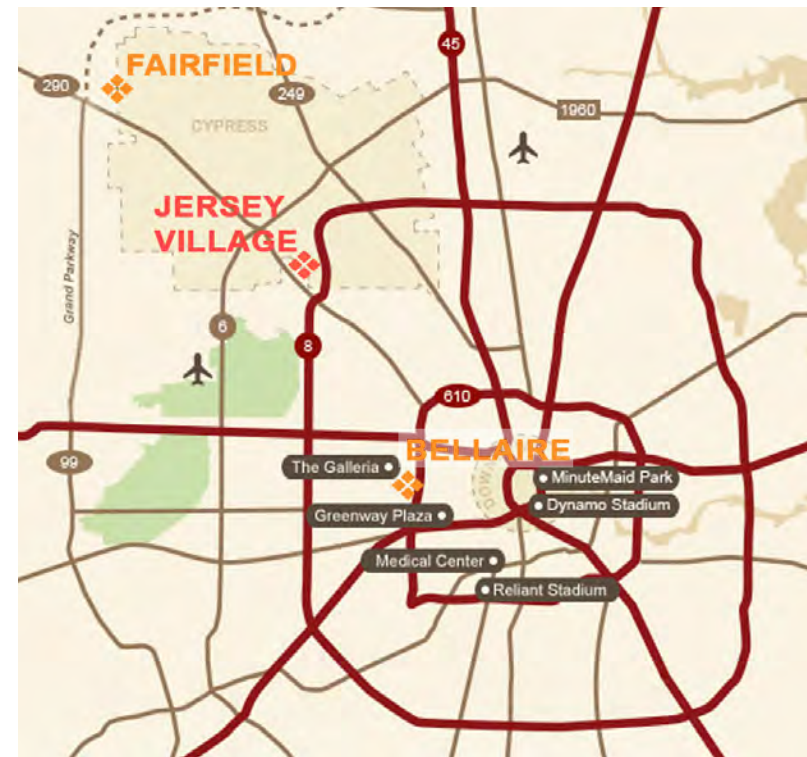 45
FAIRFIELD
290
249
1960
CYPRESS
JERSEY
VILLAGE
Grand Parkway
6
8
610
BELLAIRE
99
The Galleria
MinuteMaid Park
Dynamo Stadium
Greenway Plaza
Medical Center
Reliant Stadium